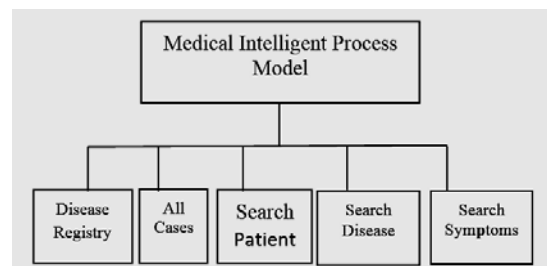 Medical Intelligent Process
Model
Disease
Registry
All
Cases
Search
Patient
Search
Disease
Search
Symptoms